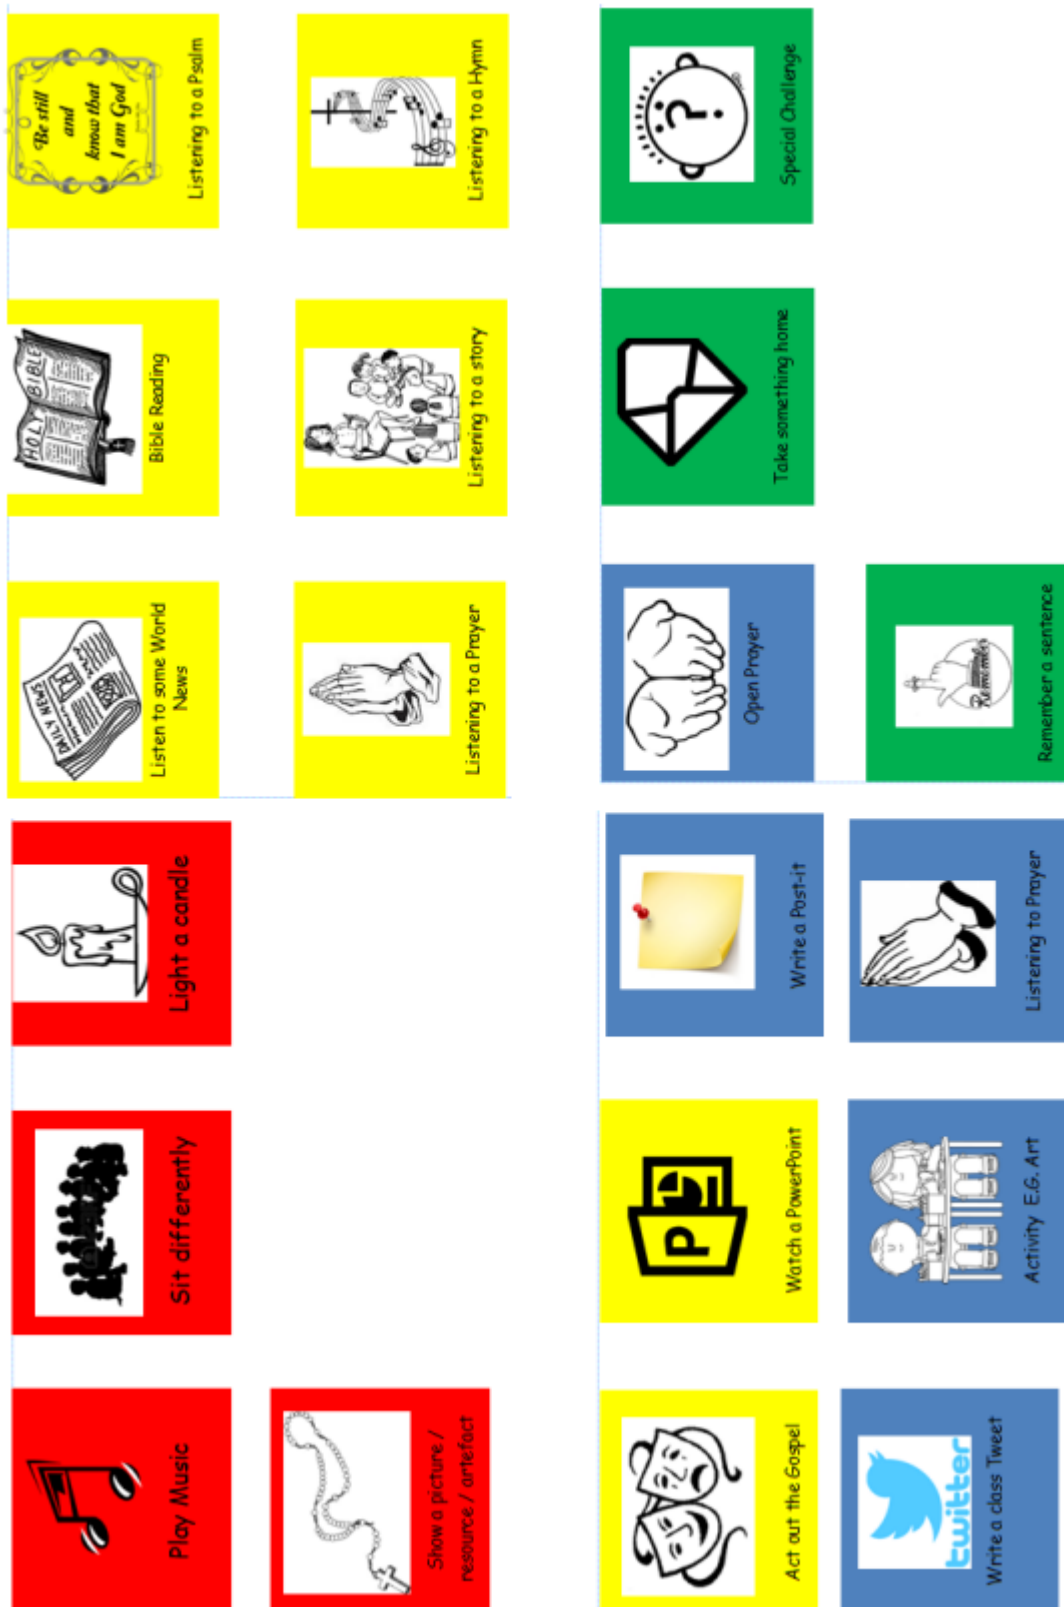 Play Music
Sit differently
Light a candle
Show a picture /
resource / artefact
DAILY NEWS
Listen to some World
News
HOLY BIBLE
Bible Reading
Be still
and
know that
I am God
Listening to a Psalm
Listening to a Prayer
Listening to a story
Listening to a Hymn
Act out the Gospel
P
Watch a PowerPoint
Write a Post-it
twitter
Write a class Tweet
Activity E.G. Art
Listening to Prayer
Open Prayer
Take something home
?
Special Challenge
Remember
Remember a sentence